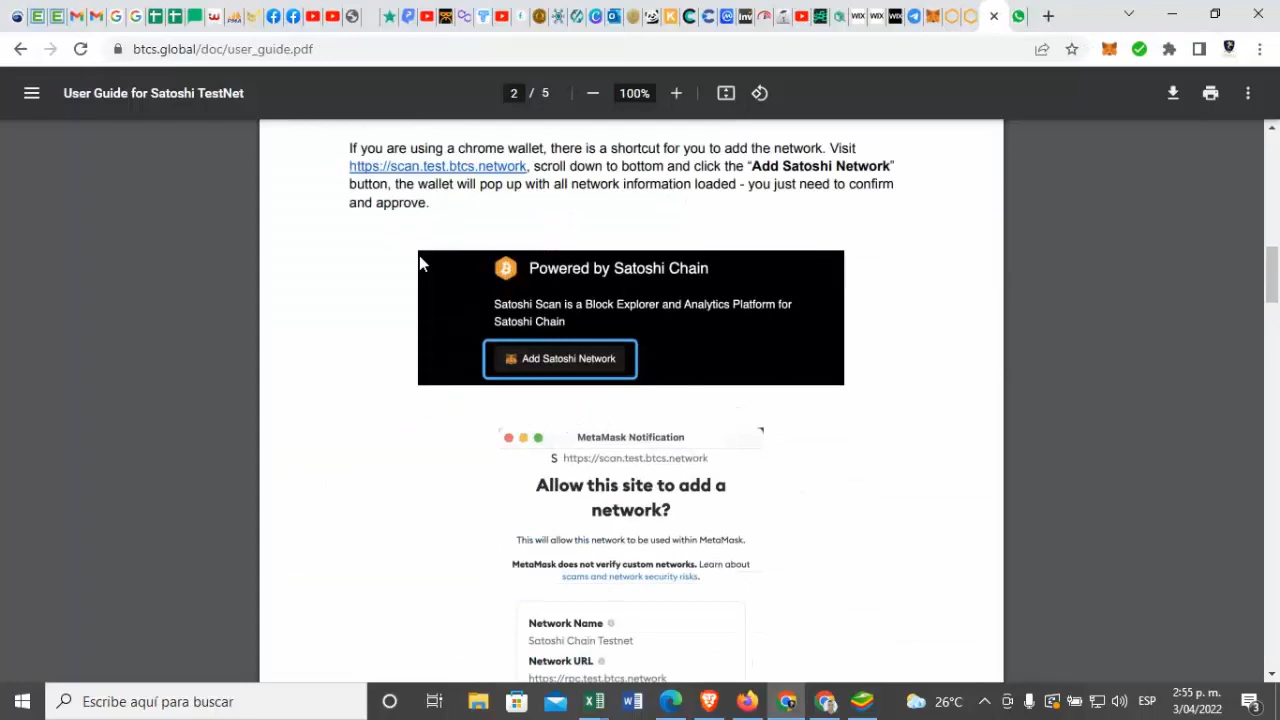 btcs.global/doc/user_guide.pdf
User Guide for Satoshi TestNet
2 / 5
100%
If you are using a chrome wallet, there is a shortcut for you to add the network. Visit
https://scan.test.btcs.network, scroll down to bottom and click the “Add Satoshi Network”
button, the wallet will pop up with all network information loaded - you just need to confirm
and approve.
Powered by Satoshi Chain
Satoshi Scan is a Block Explorer and Analytics Platform for
Satoshi Chain
Add Satoshi Network
MetaMask Notification
S https://scan.test.btcs.network
Allow this site to add a
network?
This will allow this network to be used within MetaMask.
MetaMask does not verify custom networks. Learn about
scams and network security risks.
Network Name
Satoshi Chain Testnet
Network URL
https://rpc.test.btcs.network
Escribe aquí para buscar
26°C
ESP
2:55 p. m.
3/04/2022